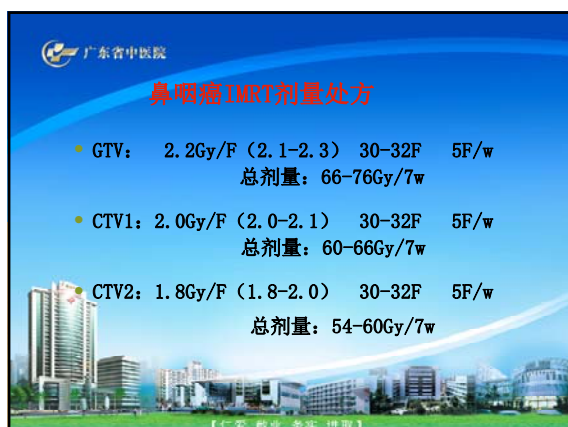 广东省中医院
鼻咽癌IMRT剂量处方
GTV: 2.2Gy/F（2.1-2.3） 30-32F 5F/w
总剂量：66-76Gy/7w
CTV1：2.0Gy/F（2.0-2.1） 30-32F 5F/w
总剂量：60-66Gy/7w
CTV2：1.8Gy/F（1.8-2.0） 30-32F 5F/w
总剂量：54-60Gy/7w